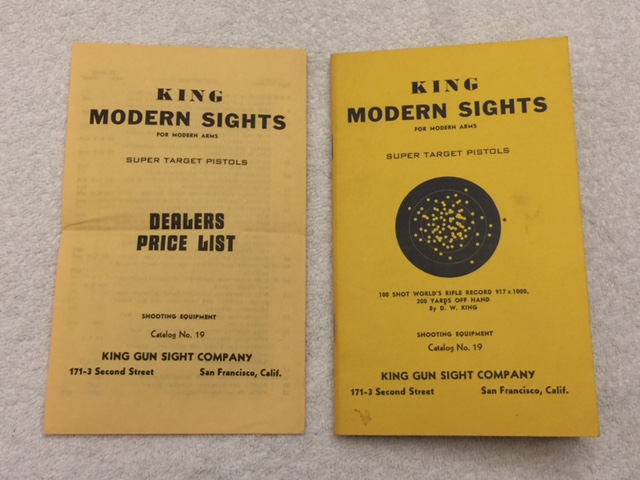 KING
MODERN SIGHTS
FOR MODERN ARMS
SUPER TARGET PISTOLS
DEALERS
PRICE LIST
SHOOTING EQUIPMENT
Catalog No. 19
KING GUN SIGHT COMPANY
171-3 Second Street San Francisco, Calif.
KING
MODERN SIGHTS
FOR MODERN ARMS
SUPER TARGET PISTOLS
100 SHOT WORLD'S RIFLE RECORD 917 x 1000,
200 YARDS OFF HAND
By D. W. KING
SHOOTING EQUIPMENT
Catalog No. 19
KING GUN SIGHT COMPANY
171-3 Second Street San Francisco, Calif.